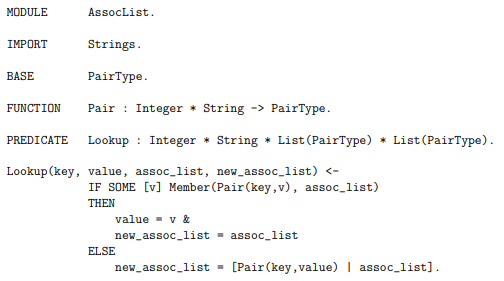 MODULE AssocList.
IMPORT Strings.
BASE PairType.
FUNCTION Pair : Integer * String -> PairType.
PREDICATE Lookup : Integer * String * List(PairType) * List(PairType).
Lookup(key, value, assoc_list, new_assoc_list) <-
IF SOME [v] Member(Pair(key,v), assoc_list)
THEN
value = v &
new_assoc_list = assoc_list
ELSE
new_assoc_list = [Pair(key,value) | assoc_list].